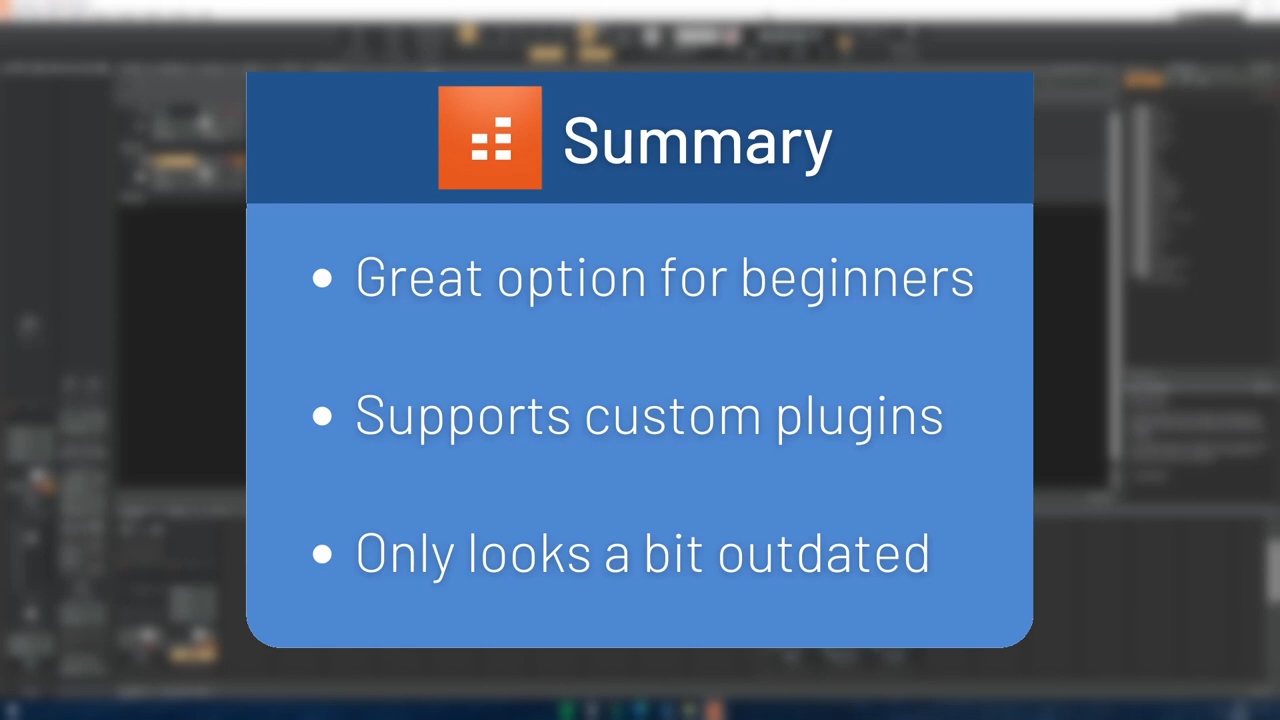 Summary
• Great option for beginners
• Supports custom plugins
• Only looks a bit outdated